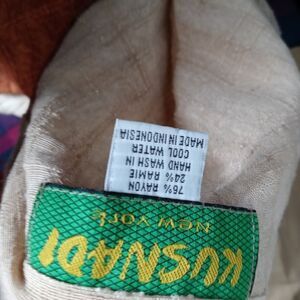 KUSNADI
NEW YORK
76% RAYON
24% RAMIE
HAND WASH IN
COOL WATER
MADE IN INDONESIA